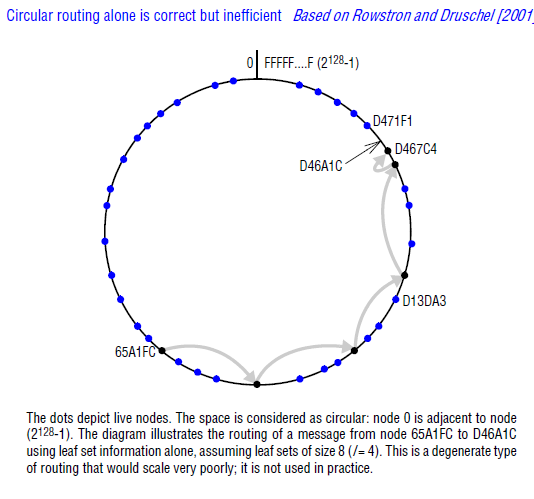 Circular routing alone is correct but inefficient Based on Rowstron and Druschel [2001]
0 FFFFF....F (2128-1)
D471F1
D467C4
D46A1C
D13DA3
65A1FC
The dots depict live nodes. The space is considered as circular: node 0 is adjacent to node
(2128-1). The diagram illustrates the routing of a message from node 65A1FC to D46A1C
using leaf set information alone, assuming leaf sets of size 8 (l= 4). This is a degenerate type
of routing that would scale very poorly; it is not used in practice.